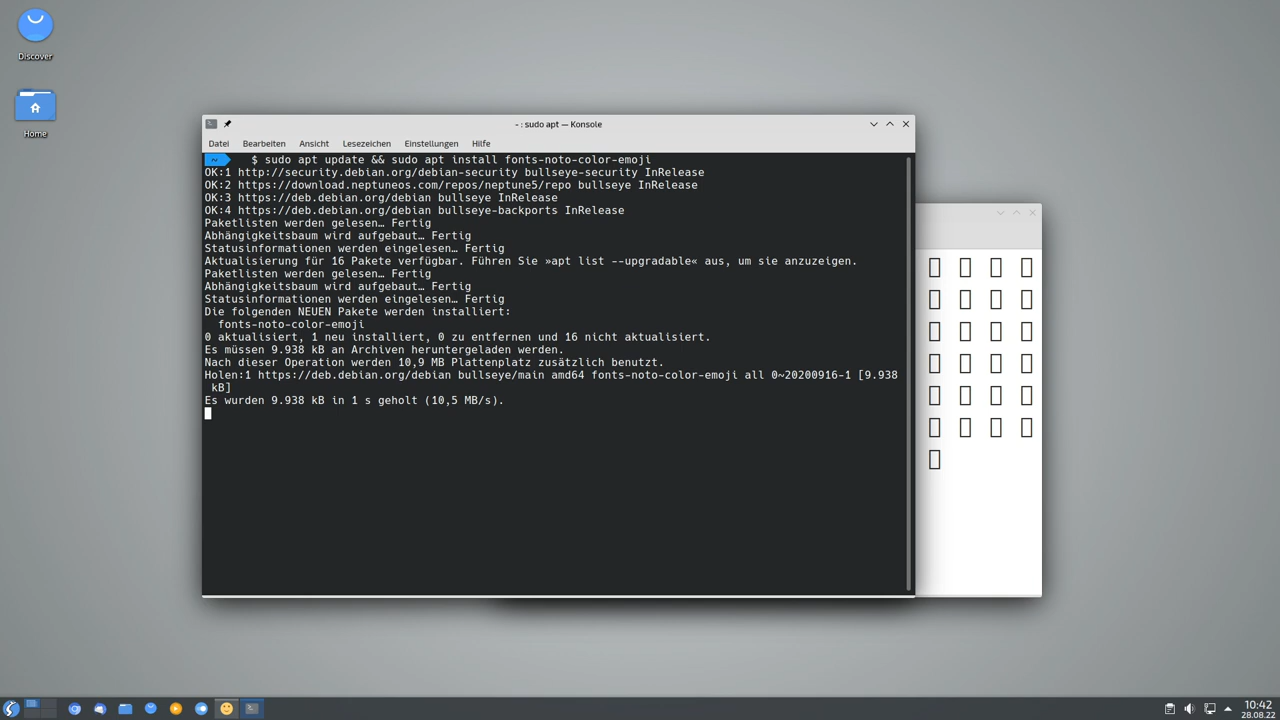 Discover
Home
~ : sudo apt — Konsole
Datei Bearbeiten Ansicht Lesezeichen Einstellungen Hilfe
~ $ sudo apt update && sudo apt install fonts-noto-color-emoji
OK:1 http://security.debian.org/debian-security bullseye-security InRelease
OK:2 https://download.neptuneos.com/repos/neptune5/repo bullseye InRelease
OK:3 https://deb.debian.org/debian bullseye InRelease
OK:4 https://deb.debian.org/debian bullseye-backports InRelease
Paketlisten werden gelesen… Fertig
Abhängigkeitsbaum wird aufgebaut… Fertig
Statusinformationen werden eingelesen… Fertig
Aktualisierung für 16 Pakete verfügbar. Führen Sie »apt list --upgradable« aus, um sie anzuzeigen.
Paketlisten werden gelesen… Fertig
Abhängigkeitsbaum wird aufgebaut… Fertig
Statusinformationen werden eingelesen… Fertig
Die folgenden NEUEN Pakete werden installiert:
fonts-noto-color-emoji
0 aktualisiert, 1 neu installiert, 0 zu entfernen und 16 nicht aktualisiert.
Es müssen 9.938 kB an Archiven heruntergeladen werden.
Nach dieser Operation werden 10,9 MB Plattenplatz zusätzlich benutzt.
Holen:1 https://deb.debian.org/debian bullseye/main amd64 fonts-noto-color-emoji all 0~20200916-1 [9.938
kB]
Es wurden 9.938 kB in 1 s geholt (10,5 MB/s).
10:42
28.08.22